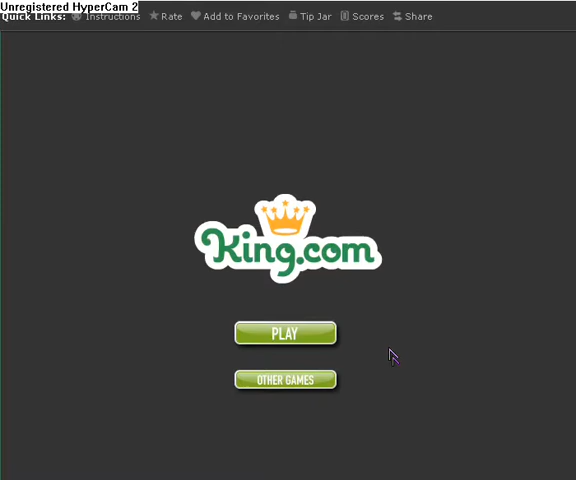 Unregistered HyperCam 2
Quick Links: Instructions Rate Add to Favorites Tip Jar Scores Share
King.com
PLAY
OTHER GAMES